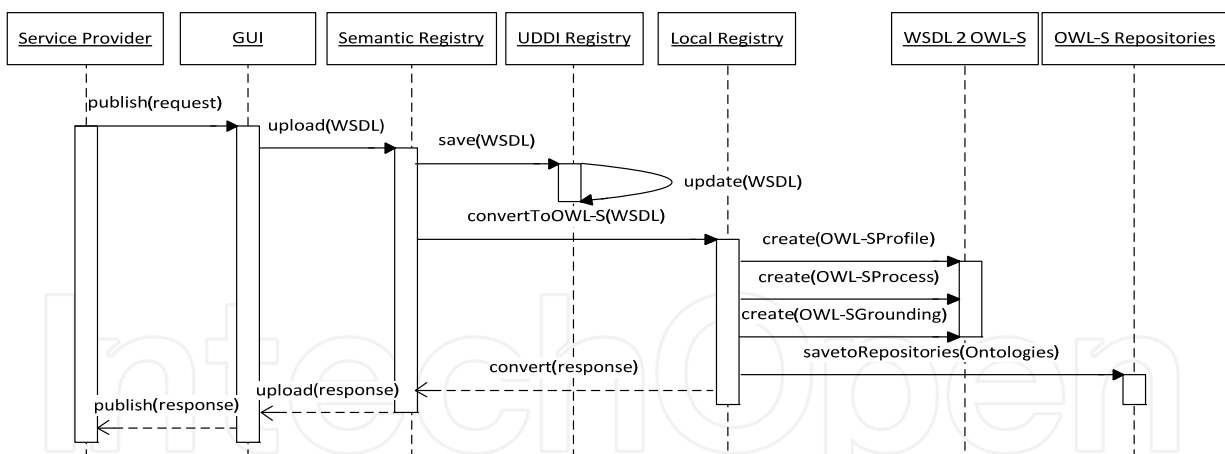 Service Provider
GUI
Semantic Registry
UDDI Registry
Local Registry
WSDL 2 OWL-S
OWL-S Repositories
publish(request)
upload(WSDL)
save(WSDL)
update(WSDL)
convertToOWL-S(WSDL)
create(OWL-SProfile)
create(OWL-SProcess)
create(OWL-SGrounding)
savetoRepositories(Ontologies)
convert(response)
upload(response)
publish(response)
IntechOpen